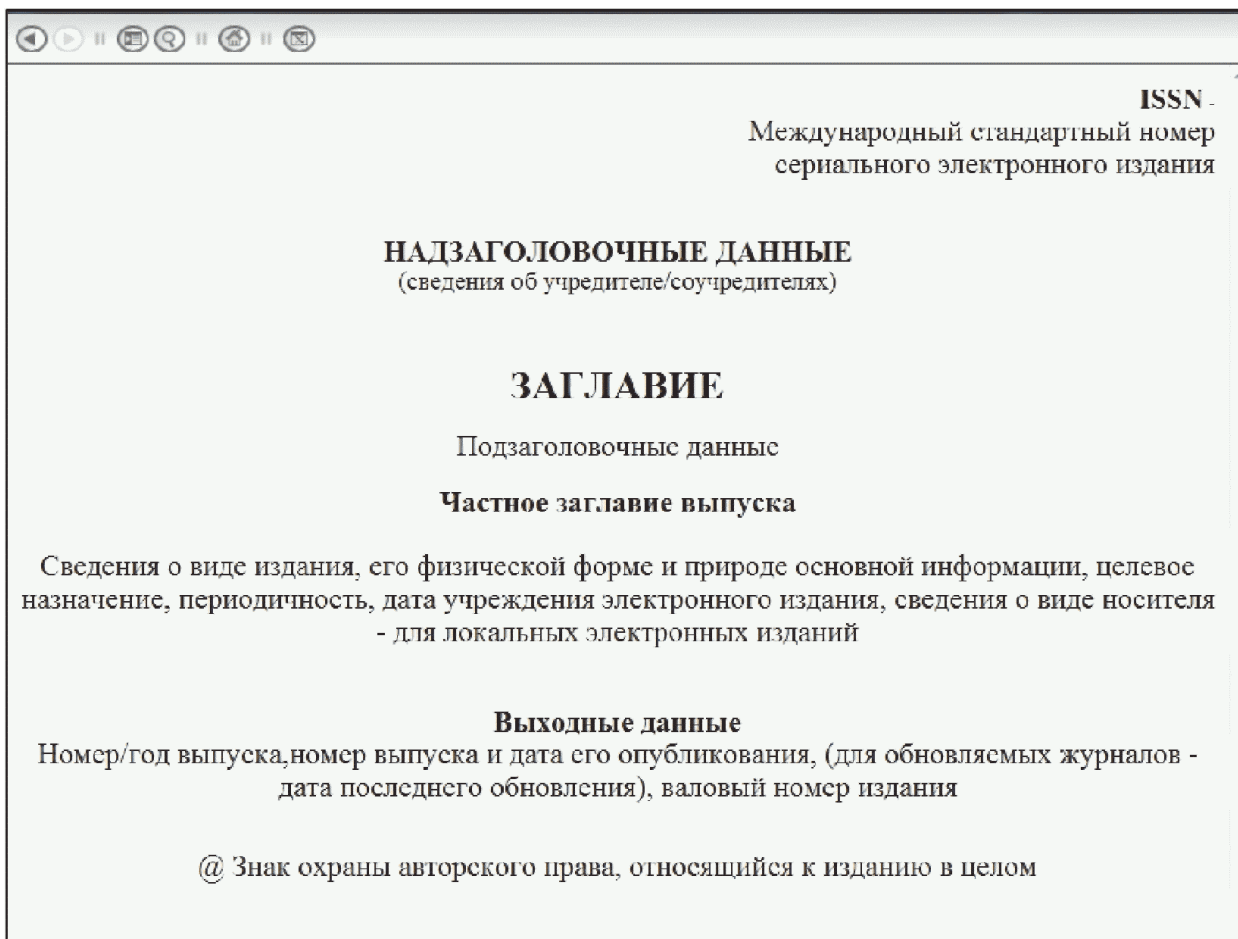 ISSN -
Международный стандартный номер
сериального электронного издания
НАДЗАГОЛОВОЧНЫЕ ДАННЫЕ
(сведения об учредителе/соучредителях)
ЗАГЛАВИЕ
Подзаголовочные данные
Частное заглавие выпуска
Сведения о виде издания, его физической форме и природе основной информации, целевое
назначение, периодичность, дата учреждения электронного издания, сведения о виде носителя
- для локальных электронных изданий
Выходные данные
Номер/год выпуска,номер выпуска и дата его опубликования, (для обновляемых журналов -
дата последнего обновления), валовый номер издания
@ Знак охраны авторского права, относящийся к изданию в целом